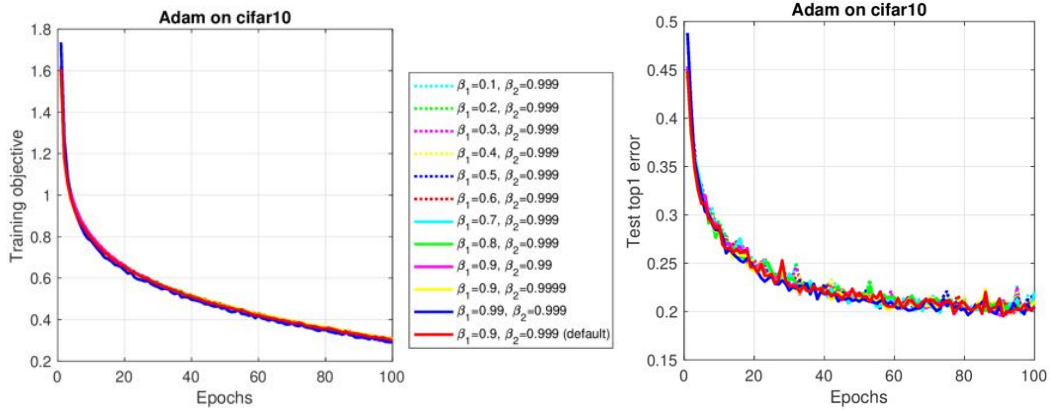 Adam on cifar10
1.8
1.6
1.4
1.2
1
0.8
0.6
0.4
0.2
0
20
40
60
80
100
Training objective
Epochs
β1=0.1, β2=0.999
β1=0.2, β2=0.999
β1=0.3, β2=0.999
β1=0.4, β2=0.999
β1=0.5, β2=0.999
β1=0.6, β2=0.999
β1=0.7, β2=0.999
β1=0.8, β2=0.999
β1=0.9, β2=0.99
β1=0.9, β2=0.9999
β1=0.99, β2=0.999
β1=0.9, β2=0.999 (default)
Adam on cifar10
0.5
0.45
0.4
0.35
0.3
0.25
0.2
0.15
0
20
40
60
80
100
Test top1 error
Epochs